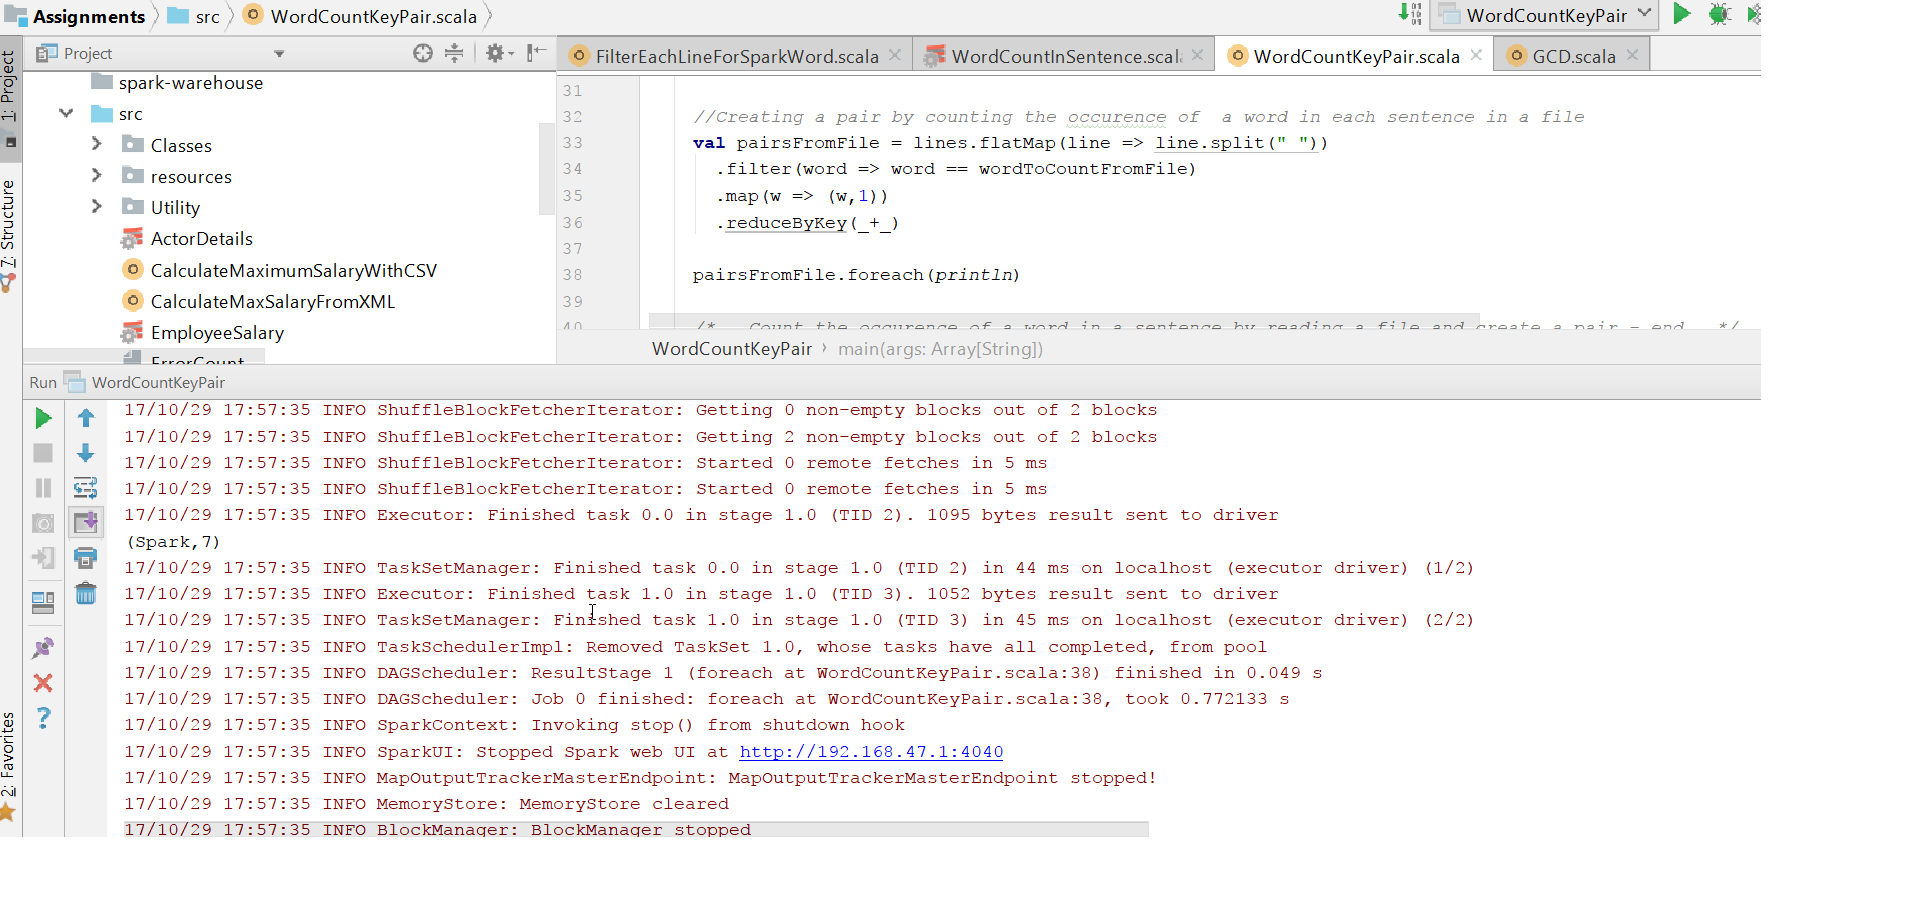 Assignments src WordCountKeyPair.scala
WordCountKeyPair
Project
FilterEachLineForSparkWord.scala WordCountInSentence.scal WordCountKeyPair.scala GCD.scala
1: Project
7: Structure
2: Favorites
spark-warehouse
src
Classes
resources
Utility
ActorDetails
CalculateMaximumSalaryWithCSV
CalculateMaxSalaryFromXML
EmployeeSalary
ErrorCount
31
32 //Creating a pair by counting the occurence of  a word in each sentence in a file
33 val pairsFromFile = lines.flatMap(line => line.split(" "))
34 .filter(word => word == wordToCountFromFile)
35 .map(w => (w,1))
36 .reduceByKey(_+_)
37
38 pairsFromFile.foreach(println)
39
40 /*   Count the occurence of a word in a sentence by reading a file and create a pair - end   */
WordCountKeyPair › main(args: Array[String])
Run WordCountKeyPair
17/10/29 17:57:35 INFO ShuffleBlockFetcherIterator: Getting 0 non-empty blocks out of 2 blocks
17/10/29 17:57:35 INFO ShuffleBlockFetcherIterator: Getting 2 non-empty blocks out of 2 blocks
17/10/29 17:57:35 INFO ShuffleBlockFetcherIterator: Started 0 remote fetches in 5 ms
17/10/29 17:57:35 INFO ShuffleBlockFetcherIterator: Started 0 remote fetches in 5 ms
17/10/29 17:57:35 INFO Executor: Finished task 0.0 in stage 1.0 (TID 2). 1095 bytes result sent to driver
(Spark,7)
17/10/29 17:57:35 INFO TaskSetManager: Finished task 0.0 in stage 1.0 (TID 2) in 44 ms on localhost (executor driver) (1/2)
17/10/29 17:57:35 INFO Executor: Finished task 1.0 in stage 1.0 (TID 3). 1052 bytes result sent to driver
17/10/29 17:57:35 INFO TaskSetManager: Finished task 1.0 in stage 1.0 (TID 3) in 45 ms on localhost (executor driver) (2/2)
17/10/29 17:57:35 INFO TaskSchedulerImpl: Removed TaskSet 1.0, whose tasks have all completed, from pool
17/10/29 17:57:35 INFO DAGScheduler: ResultStage 1 (foreach at WordCountKeyPair.scala:38) finished in 0.049 s
17/10/29 17:57:35 INFO DAGScheduler: Job 0 finished: foreach at WordCountKeyPair.scala:38, took 0.772133 s
17/10/29 17:57:35 INFO SparkContext: Invoking stop() from shutdown hook
17/10/29 17:57:35 INFO SparkUI: Stopped Spark web UI at http://192.168.47.1:4040
17/10/29 17:57:35 INFO MapOutputTrackerMasterEndpoint: MapOutputTrackerMasterEndpoint stopped!
17/10/29 17:57:35 INFO MemoryStore: MemoryStore cleared
17/10/29 17:57:35 INFO BlockManager: BlockManager stopped